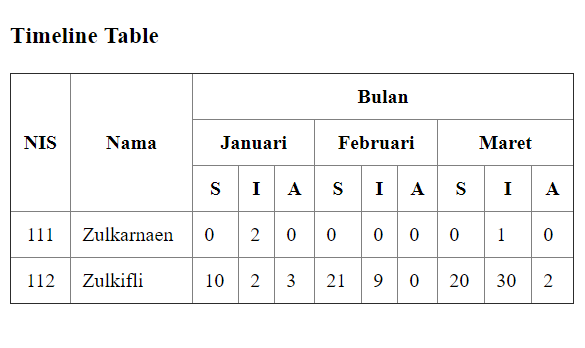 Timeline Table
Bulan
NIS Nama Januari Februari Maret
S I A S I A S I A
111 Zulkarnaen 0 2 0 0 0 0 0 1 0
112 Zulkifli 10 2 3 21 9 0 20 30 2